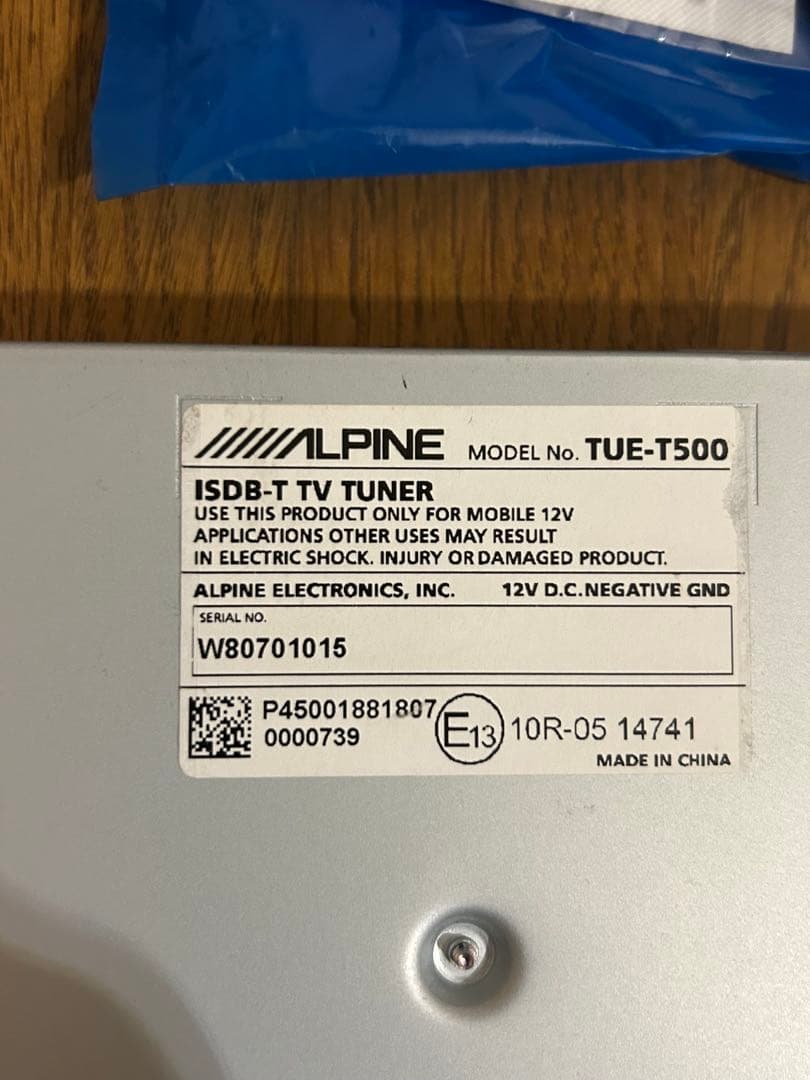 ALPINE MODEL No. TUE-T500
ISDB-T TV TUNER
USE THIS PRODUCT ONLY FOR MOBILE 12V
APPLICATIONS OTHER USES MAY RESULT
IN ELECTRIC SHOCK. INJURY OR DAMAGED PRODUCT.
ALPINE ELECTRONICS, INC. 12V D.C.NEGATIVE GND
SERIAL NO.
W80701015
P45001881807
0000739
E13 10R-05 14741
MADE IN CHINA